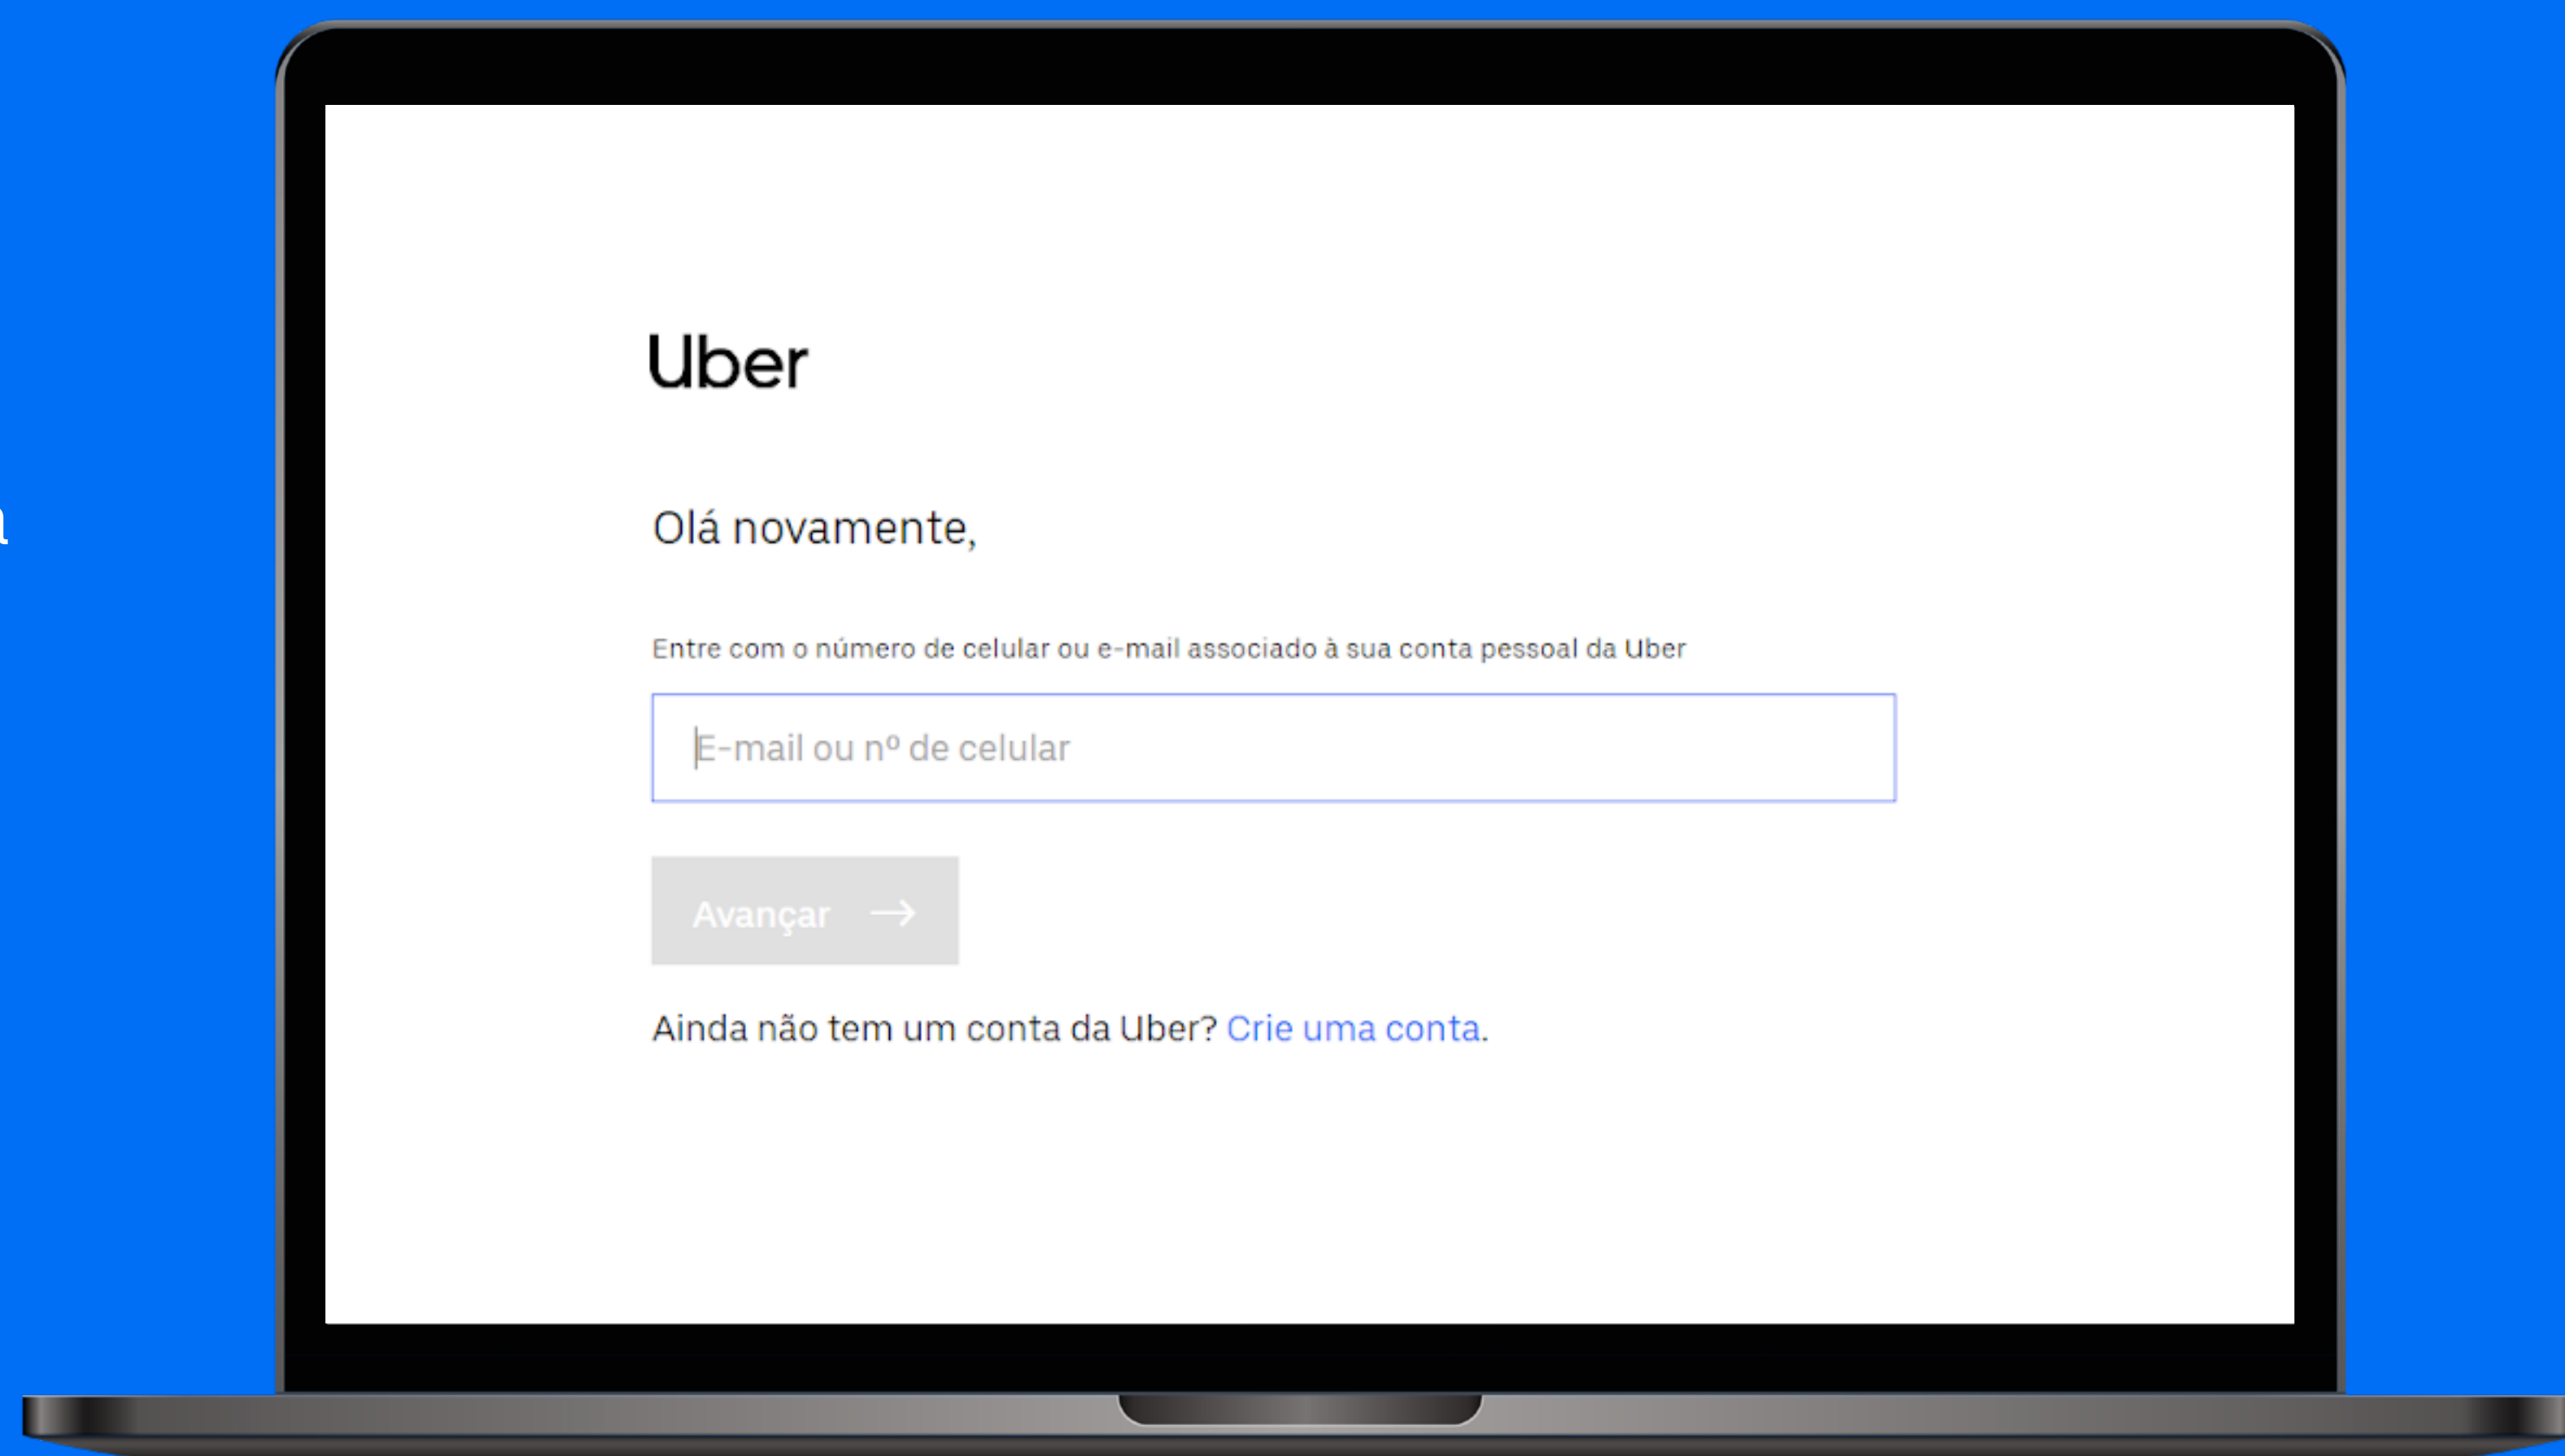 Uber
Olá novamente,
Entre com o número de celular ou e-mail associado à sua conta pessoal da Uber
E-mail ou nº de celular
Avançar →
Ainda não tem um conta da Uber? Crie uma conta.